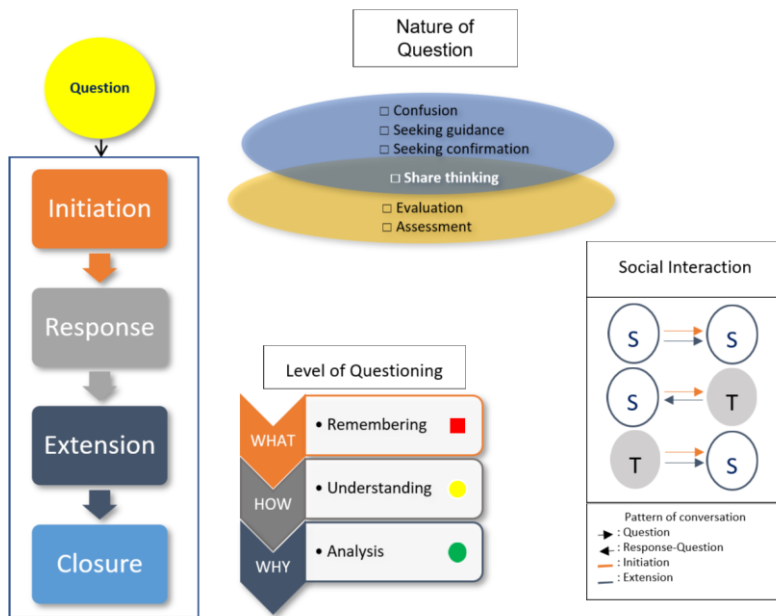 Question
Initiation
Response
Extension
Closure
Nature of
Question
□ Confusion
□ Seeking guidance
□ Seeking confirmation
□ Share thinking
□ Evaluation
□ Assessment
Level of Questioning
WHAT
• Remembering
HOW
• Understanding
WHY
• Analysis
Social Interaction
S
S
S
T
T
S
Pattern of conversation
: Question
: Response-Question
: Initiation
: Extension